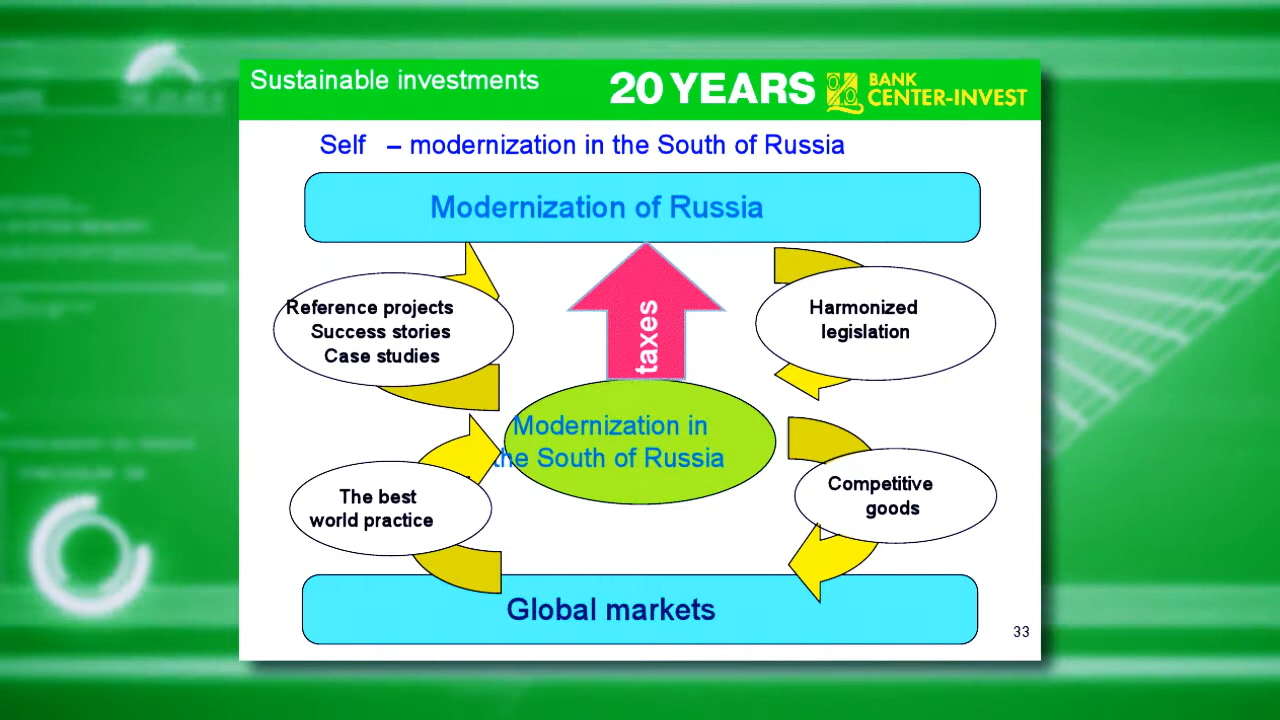 Sustainable investments
20 YEARS
BANK
CENTER-INVEST
Self – modernization in the South of Russia
Modernization of Russia
Reference projects
Success stories
Case studies
taxes
Harmonized
legislation
Modernization in
the South of Russia
The best
world practice
Competitive
goods
Global markets
33